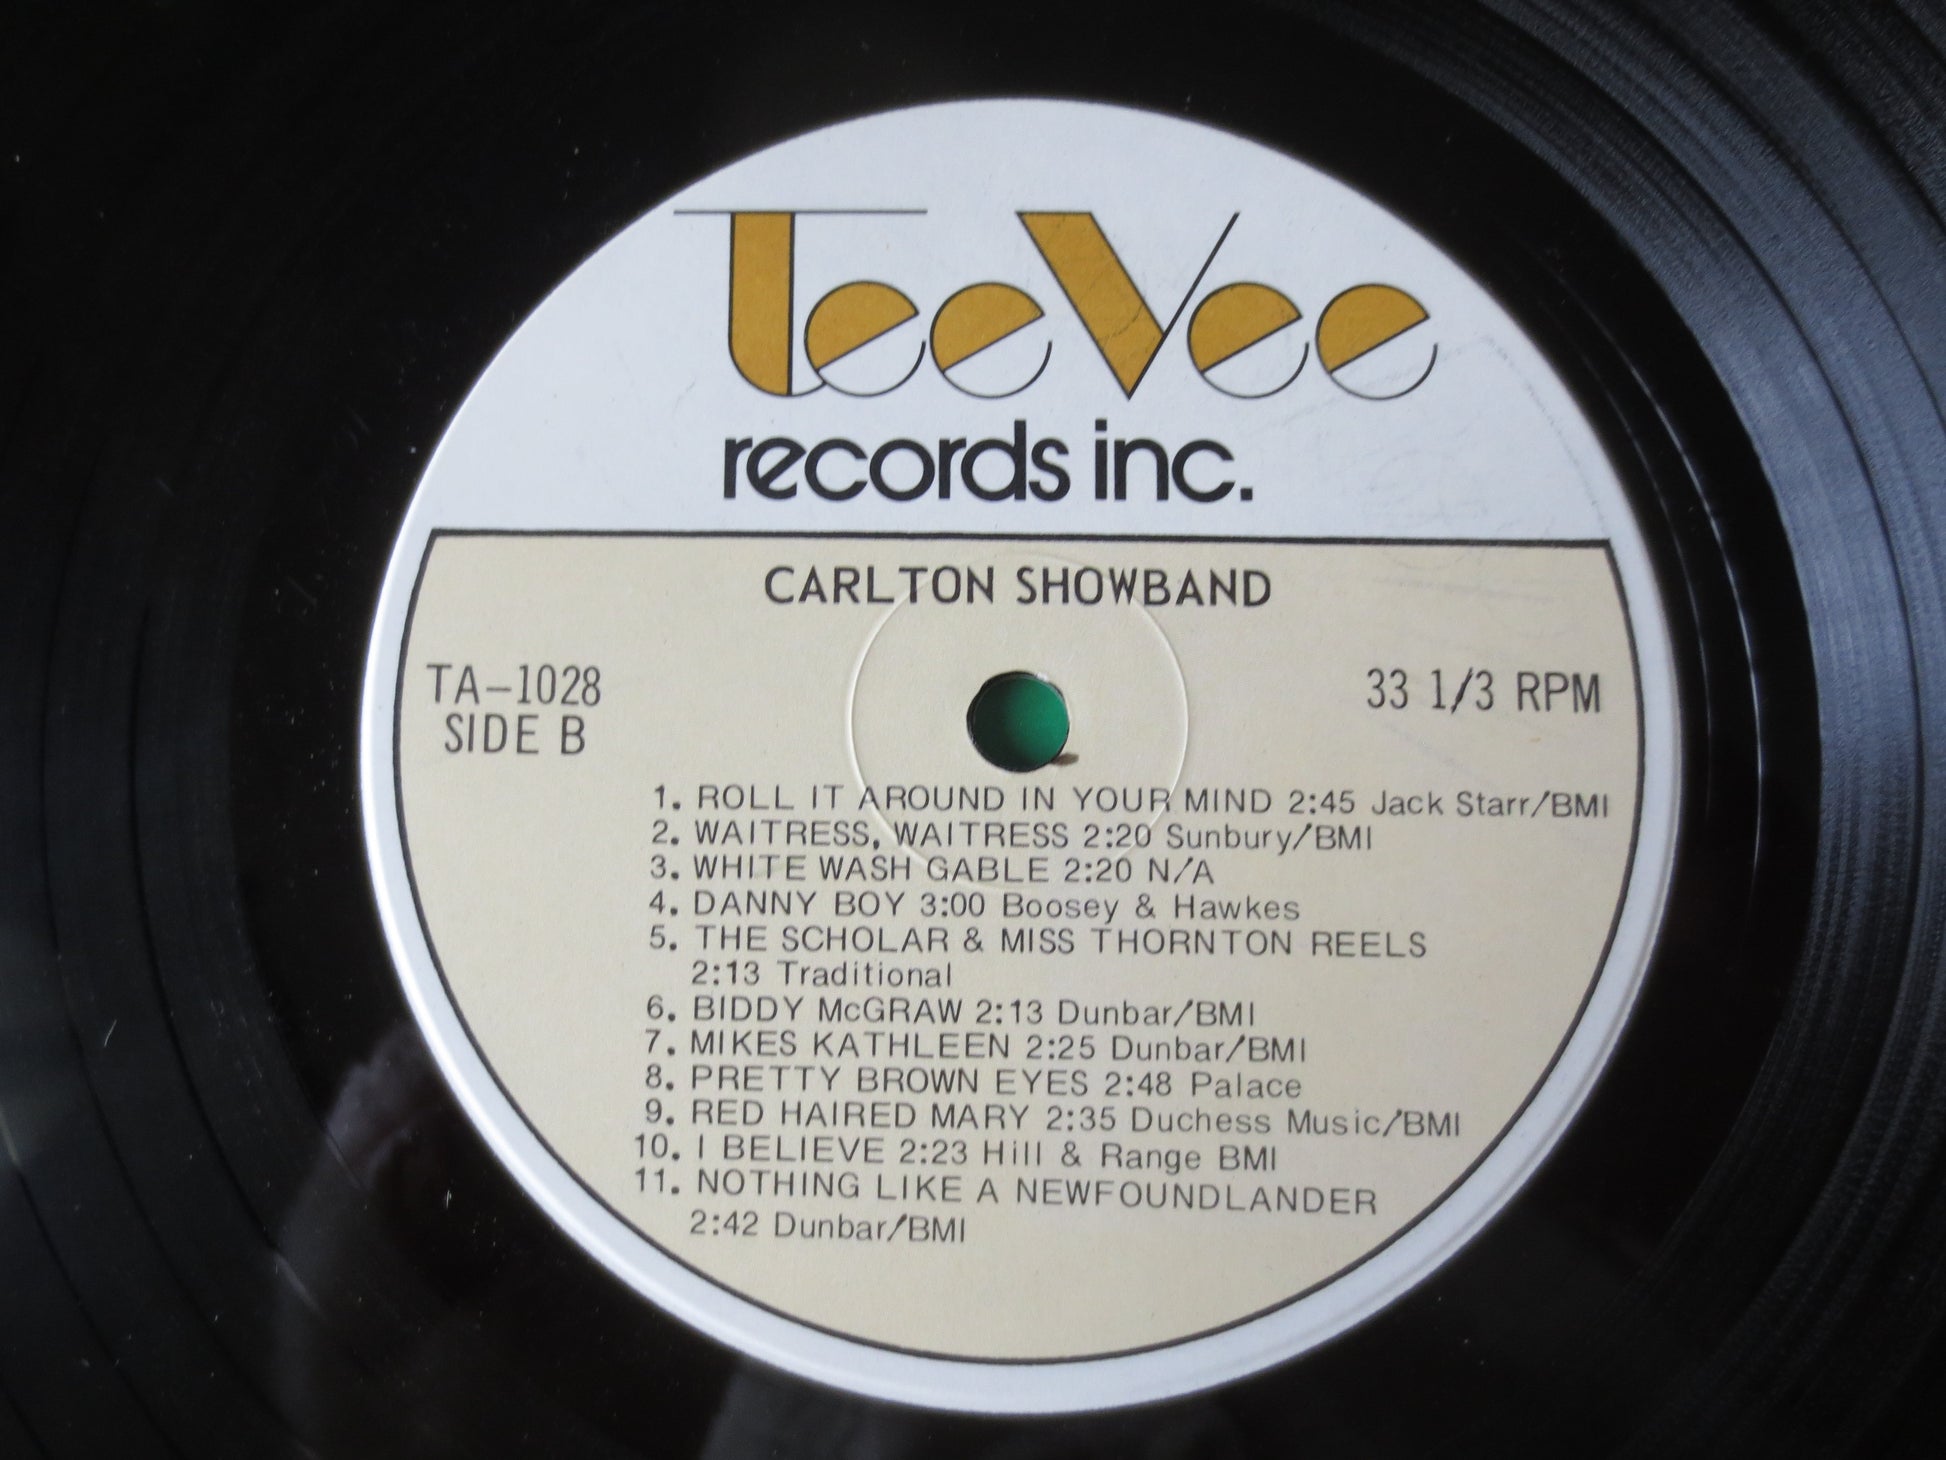 TeeVee
records inc.
CARLTON SHOWBAND
TA-1028
SIDE B
33 1/3 RPM
1. ROLL IT AROUND IN YOUR MIND 2:45 Jack Starr/BMI
2. WAITRESS, WAITRESS 2:20 Sunbury/BMI
3. WHITE WASH GABLE 2:20 N/A
4. DANNY BOY 3:00 Boosey & Hawkes
5. THE SCHOLAR & MISS THORNTON REELS
2:13 Traditional
6. BIDDY McGRAW 2:13 Dunbar/BMI
7. MIKES KATHLEEN 2:25 Dunbar/BMI
8. PRETTY BROWN EYES 2:48 Palace
9. RED HAIRED MARY 2:35 Duchess Music/BMI
10. I BELIEVE 2:23 Hill & Range BMI
11. NOTHING LIKE A NEWFOUNDLANDER
2:42 Dunbar/BMI